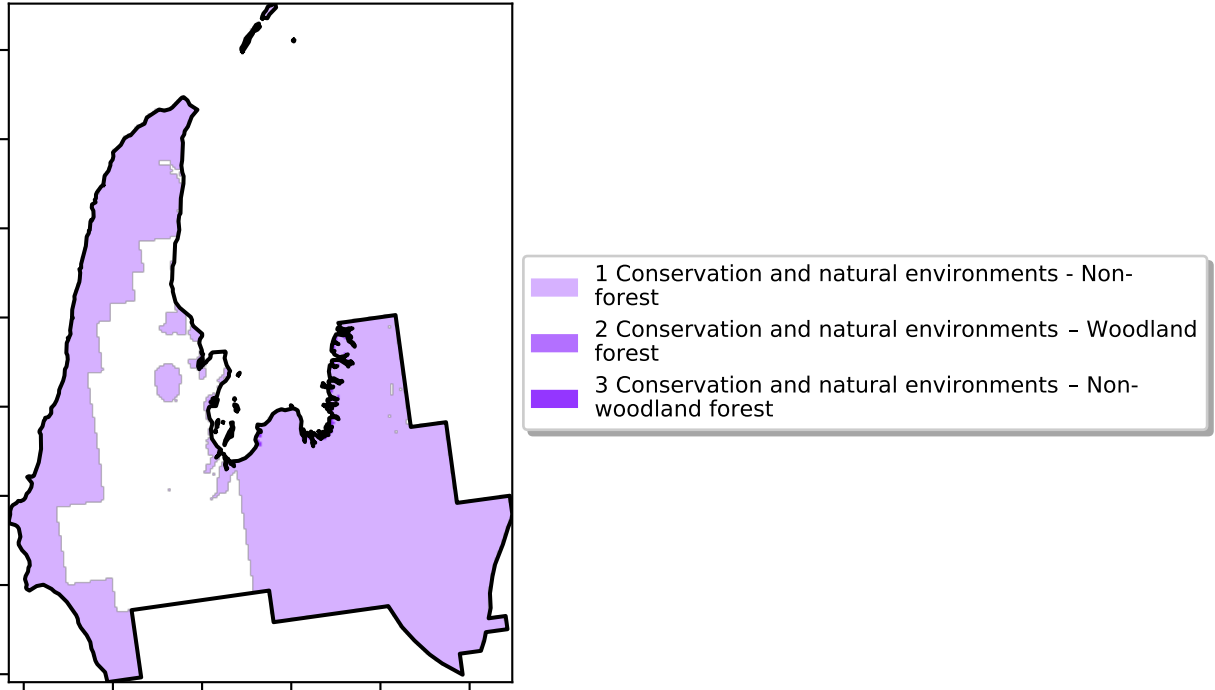 1 Conservation and natural environments - Non-
forest
2 Conservation and natural environments – Woodland
forest
3 Conservation and natural environments – Non-
woodland forest